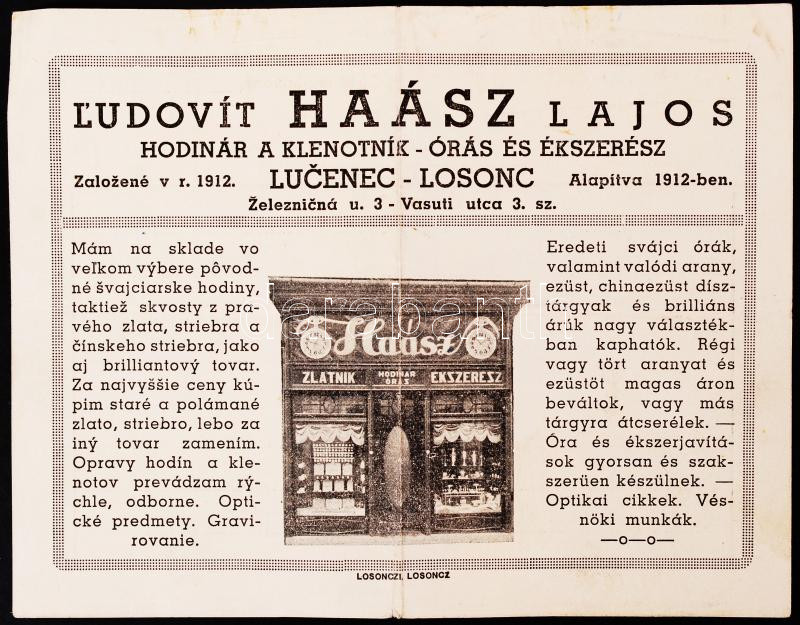 ĽUDOVÍT HAÁSZ LAJOS
HODINÁR A KLENOTNÍK - ÓRÁS ÉS ÉKSZERÉSZ
Založené v r. 1912. LUČENEC - LOSONC Alapítva 1912-ben.
Železničná u. 3 - Vasuti utca 3. sz.
Mám na sklade vo
veľkom výbere pôvod-
né švajciarske hodiny,
taktiež skvosty z pra-
vého zlata, striebra a
čínskeho striebra, jako
aj brilliantový tovar.
Za najvyššie ceny kú-
pim staré a polámané
zlato, striebro, lebo za
iný tovar zamením.
Opravy hodín a kle-
notov prevádzam rý-
chle, odborne. Opti-
cké predmety. Gravi-
rovanie.
Haász
ZLATNIK HODINAR ÓRÁS EKSZERESZ
Eredeti svájci órák,
valamint valódi arany,
ezüst, chinaezüst dísz-
tárgyak és brilliáns
árúk nagy választék-
ban kaphatók. Régi
vagy tört aranyat és
ezüstöt magas áron
beváltok, vagy más
tárgyra átcserélek. —
Óra és ékszerjavítá-
sok gyorsan és szak-
szerüen készülnek. —
Optikai cikkek. Vés-
nöki munkák.
—o—o—
LOSONCZI, LOSONCZ
darabanth